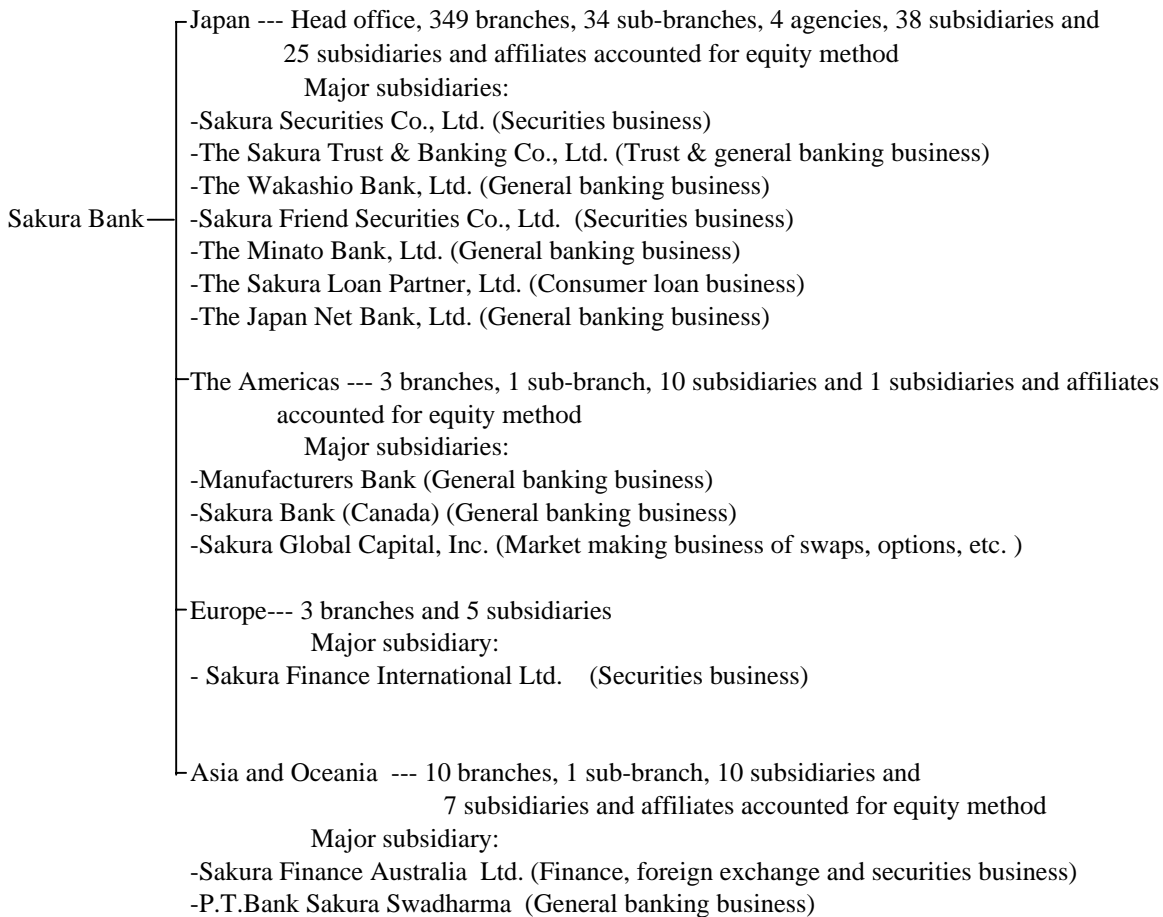 Japan --- Head office, 349 branches, 34 sub-branches, 4 agencies, 38 subsidiaries and
25 subsidiaries and affiliates accounted for equity method
Major subsidiaries:
-Sakura Securities Co., Ltd. (Securities business)
-The Sakura Trust & Banking Co., Ltd. (Trust & general banking business)
-The Wakashio Bank, Ltd. (General banking business)
Sakura Bank
-Sakura Friend Securities Co., Ltd. (Securities business)
-The Minato Bank, Ltd. (General banking business)
-The Sakura Loan Partner, Ltd. (Consumer loan business)
-The Japan Net Bank, Ltd. (General banking business)
The Americas --- 3 branches, 1 sub-branch, 10 subsidiaries and 1 subsidiaries and affiliates
accounted for equity method
Major subsidiaries:
-Manufacturers Bank (General banking business)
-Sakura Bank (Canada) (General banking business)
-Sakura Global Capital, Inc. (Market making business of swaps, options, etc. )
Europe--- 3 branches and 5 subsidiaries
Major subsidiary:
- Sakura Finance International Ltd. (Securities business)
Asia and Oceania --- 10 branches, 1 sub-branch, 10 subsidiaries and
7 subsidiaries and affiliates accounted for equity method
Major subsidiary:
-Sakura Finance Australia Ltd. (Finance, foreign exchange and securities business)
-P.T.Bank Sakura Swadharma (General banking business)